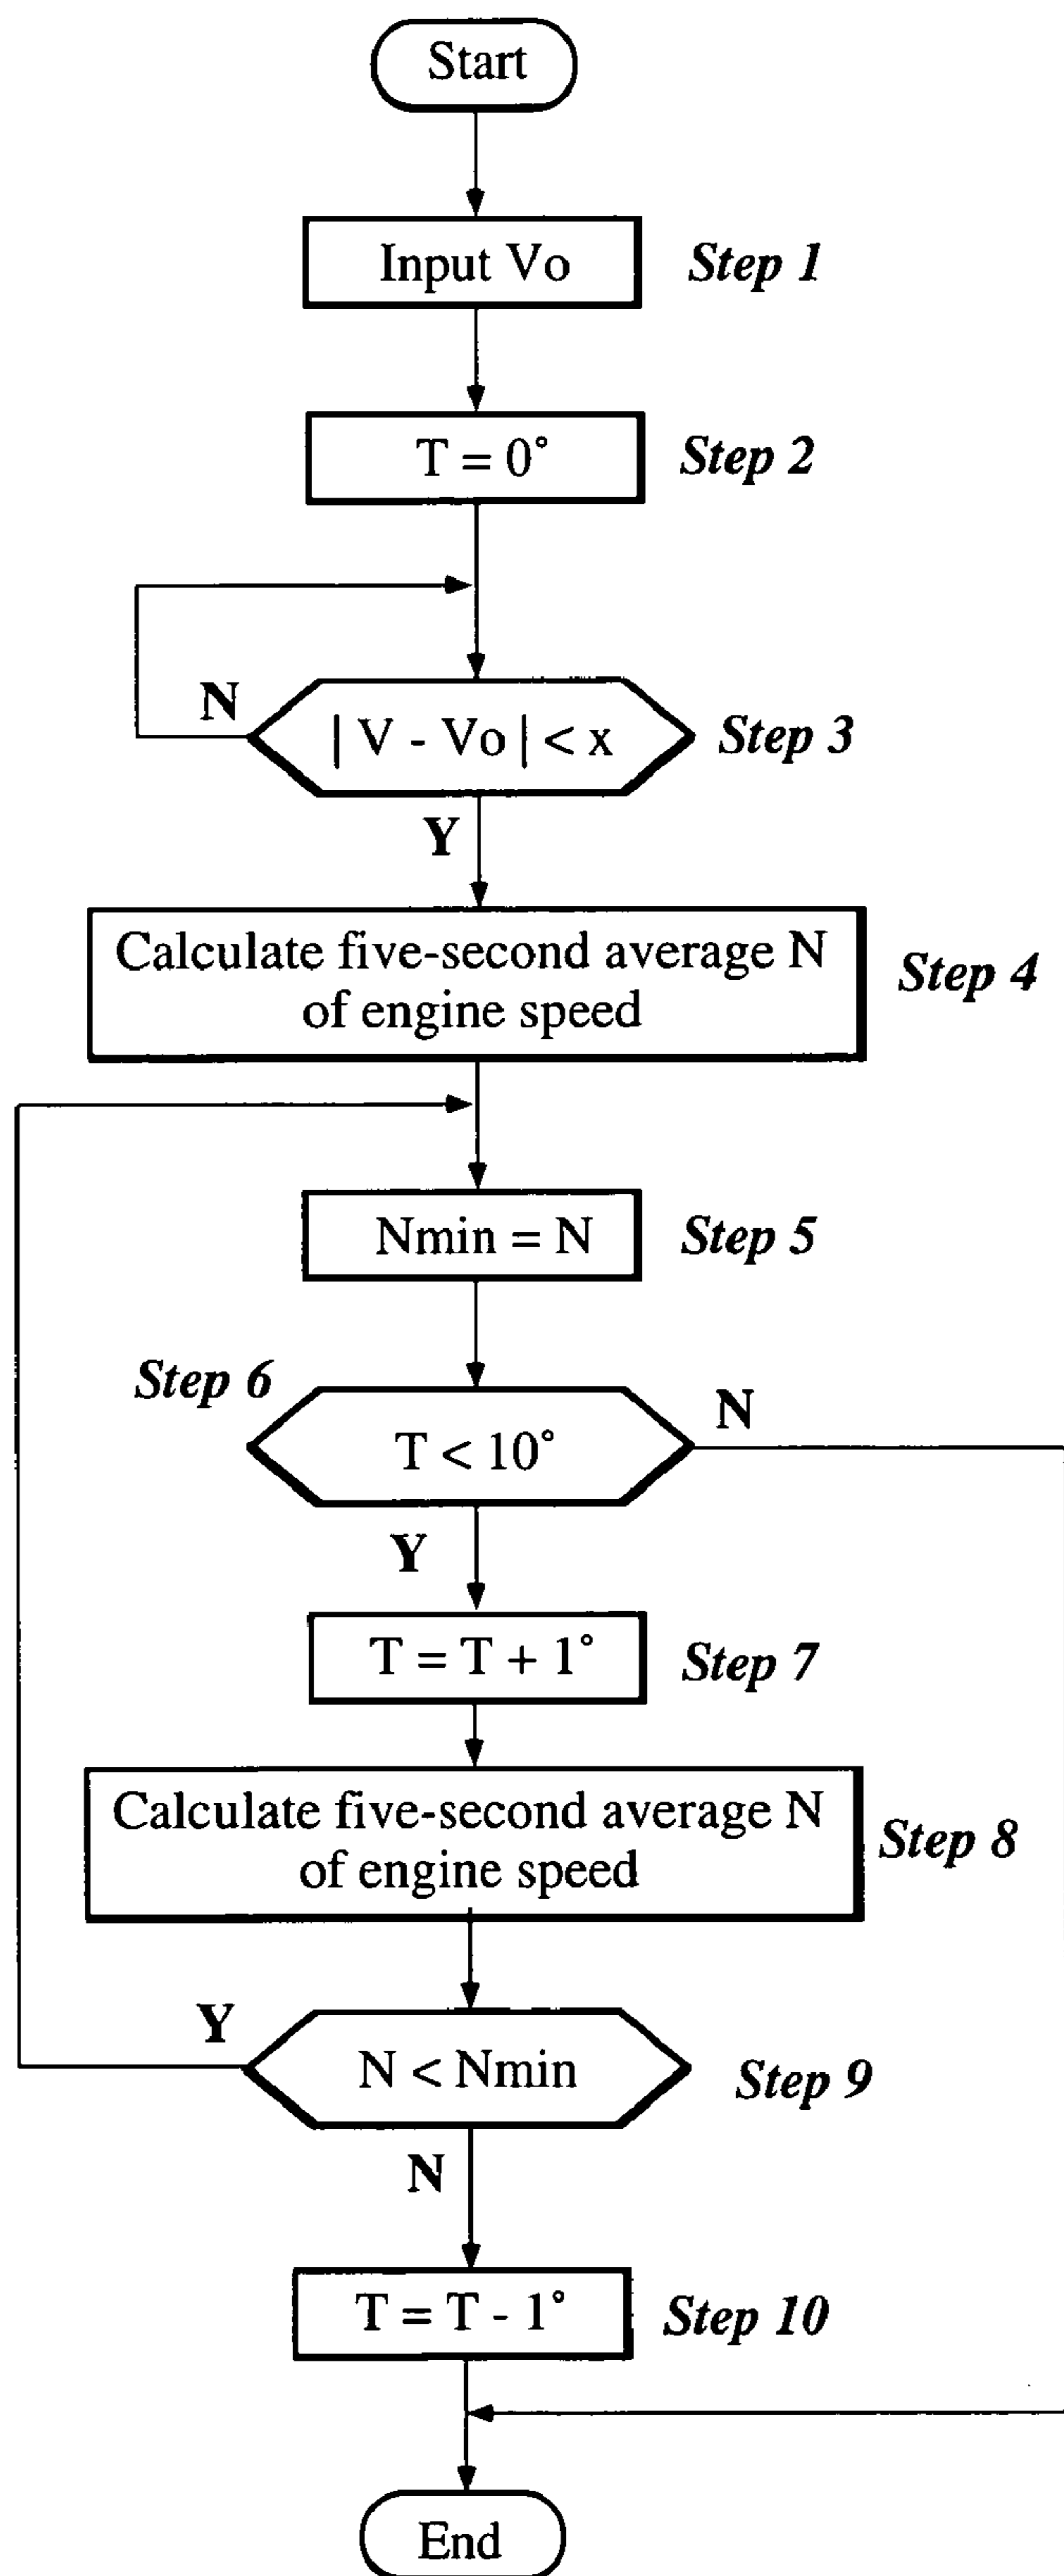 Start
Input Vo
Step 1
T = 0°
Step 2
N
| V - Vo | < x
Step 3
Y
Calculate five-second average N
of engine speed
Step 4
Nmin = N
Step 5
Step 6
N
T < 10°
Y
T = T + 1°
Step 7
Calculate five-second average N
of engine speed
Step 8
Y
N < Nmin
Step 9
N
T = T - 1°
Step 10
End